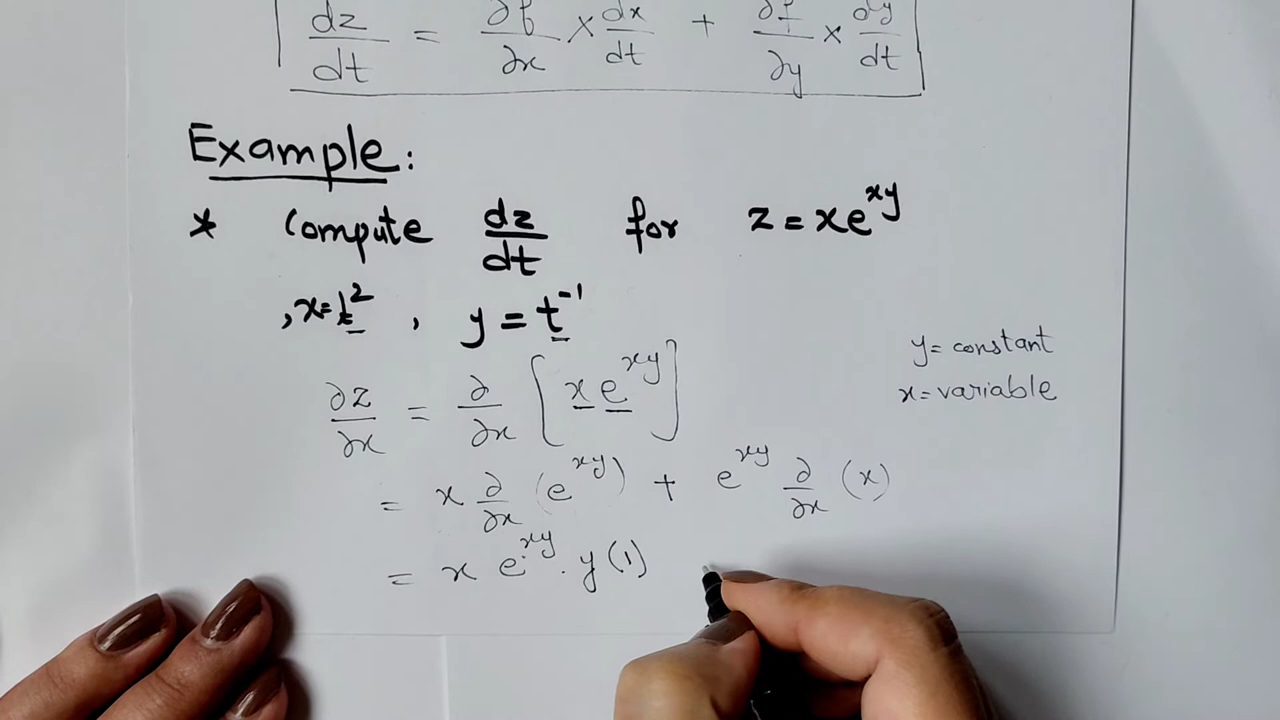 dz/dt = ∂f/∂x × dx/dt + ∂f/∂y × dy/dt
Example:
* Compute dz/dt for z = xe^xy
, x = t^2 , y = t^-1
y = constant
x = variable
∂z/∂x = ∂/∂x [x e^xy]
= x ∂/∂x (e^xy) + e^xy ∂/∂x (x)
= x e^xy . y(1)